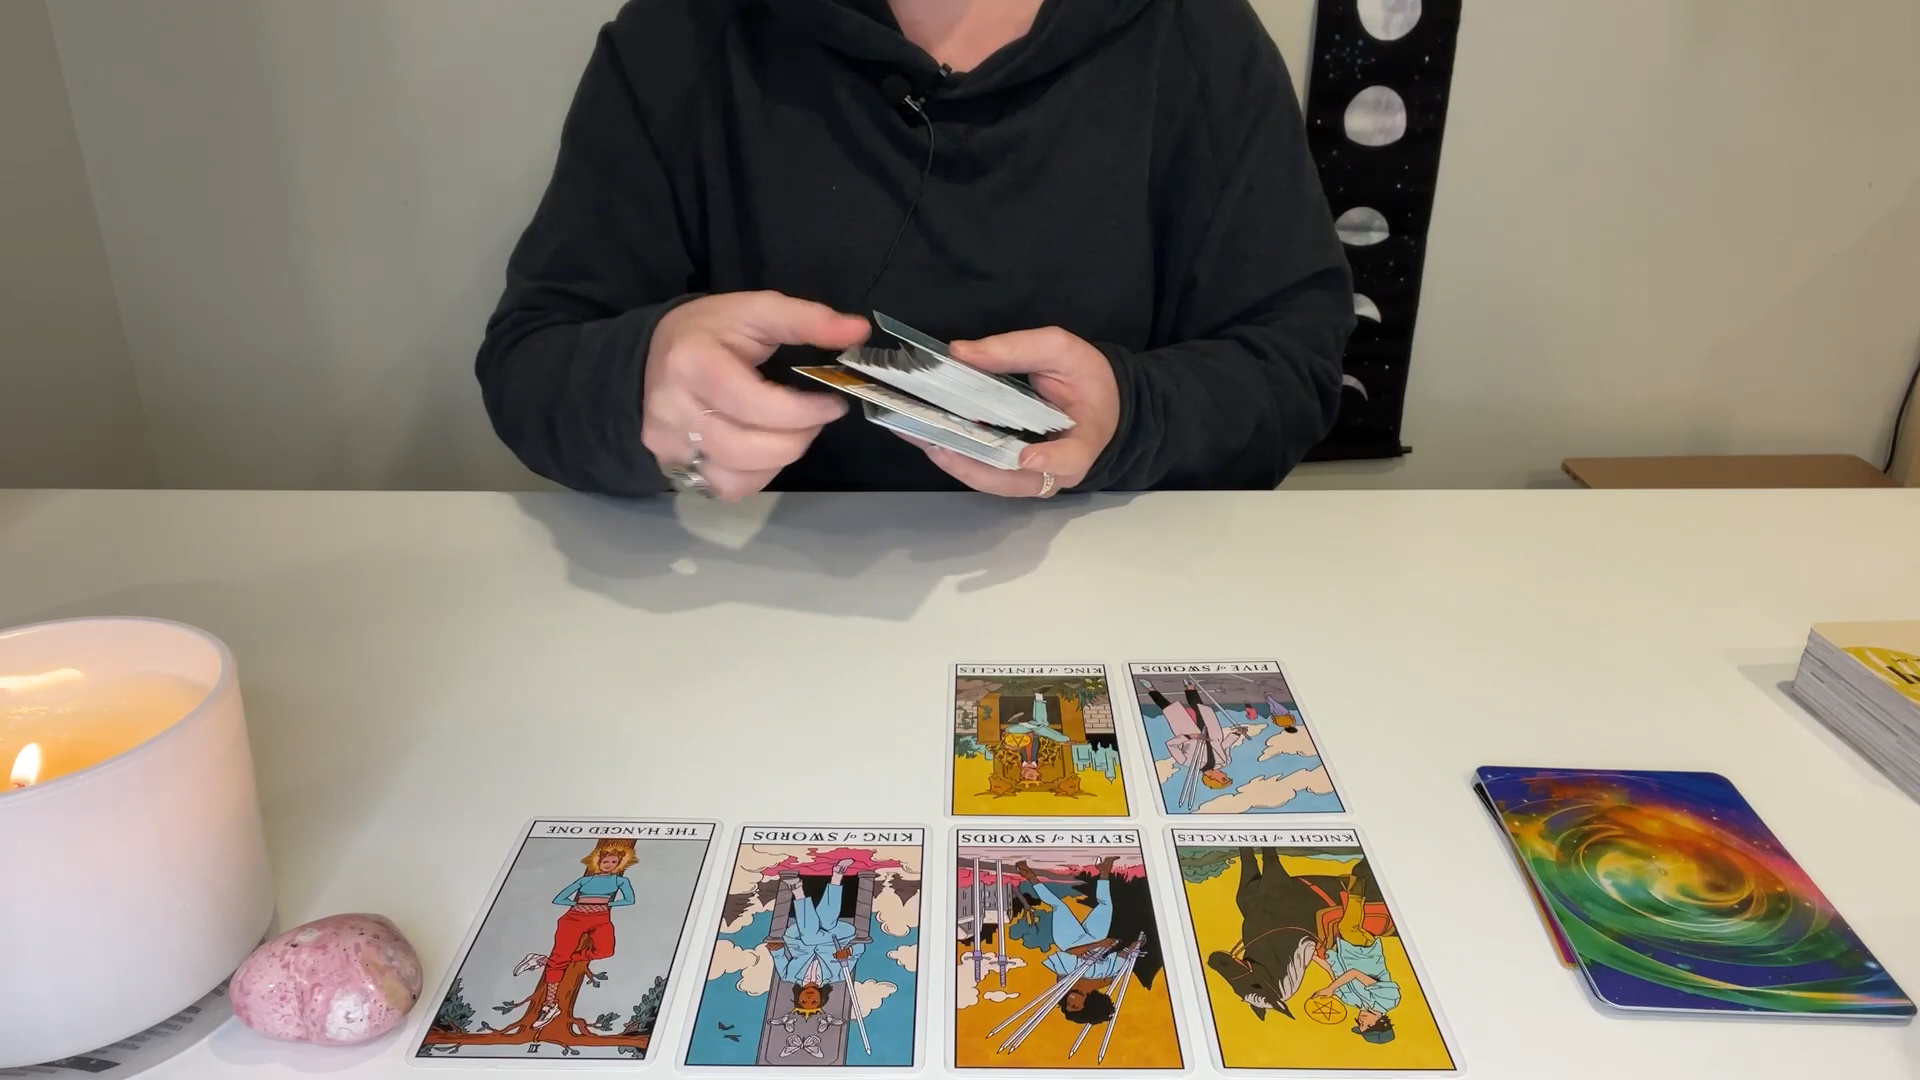 KING of PENTACLES
FIVE of SWORDS
THE HANGED ONE
KING of SWORDS
SEVEN of SWORDS
KNIGHT of PENTACLES
XII